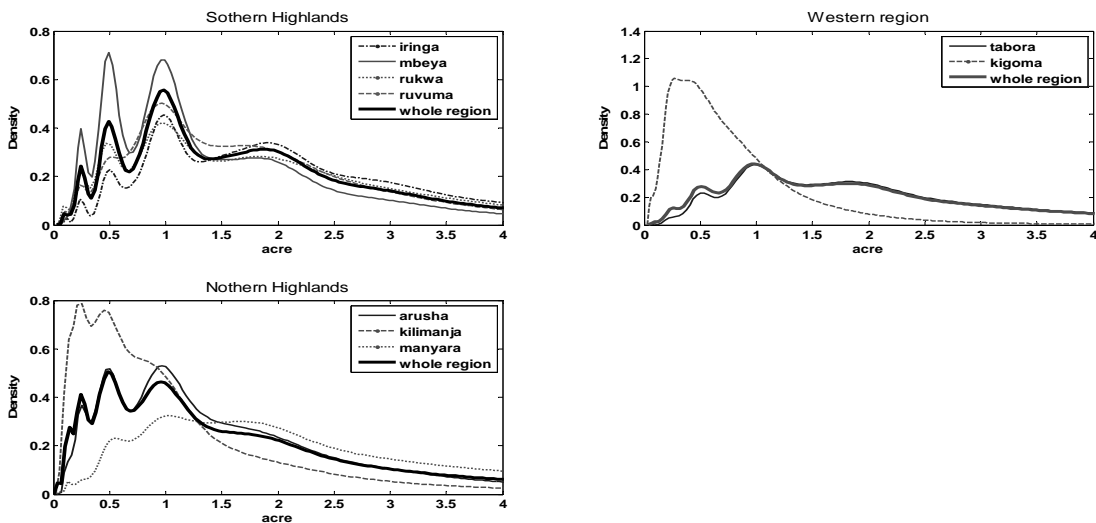 Sothern Highlands
0.8
0.6
0.4
0.2
0
Density
0 0.5 1 1.5 2 2.5 3 3.5 4
acre
iringa
mbeya
rukwa
ruvuma
whole region
Western region
1.4
1.2
1
0.8
0.6
0.4
0.2
0
Density
0 0.5 1 1.5 2 2.5 3 3.5 4
acre
tabora
kigoma
whole region
Nothern Highlands
0.8
0.6
0.4
0.2
0
Density
0 0.5 1 1.5 2 2.5 3 3.5 4
acre
arusha
kilimanja
manyara
whole region